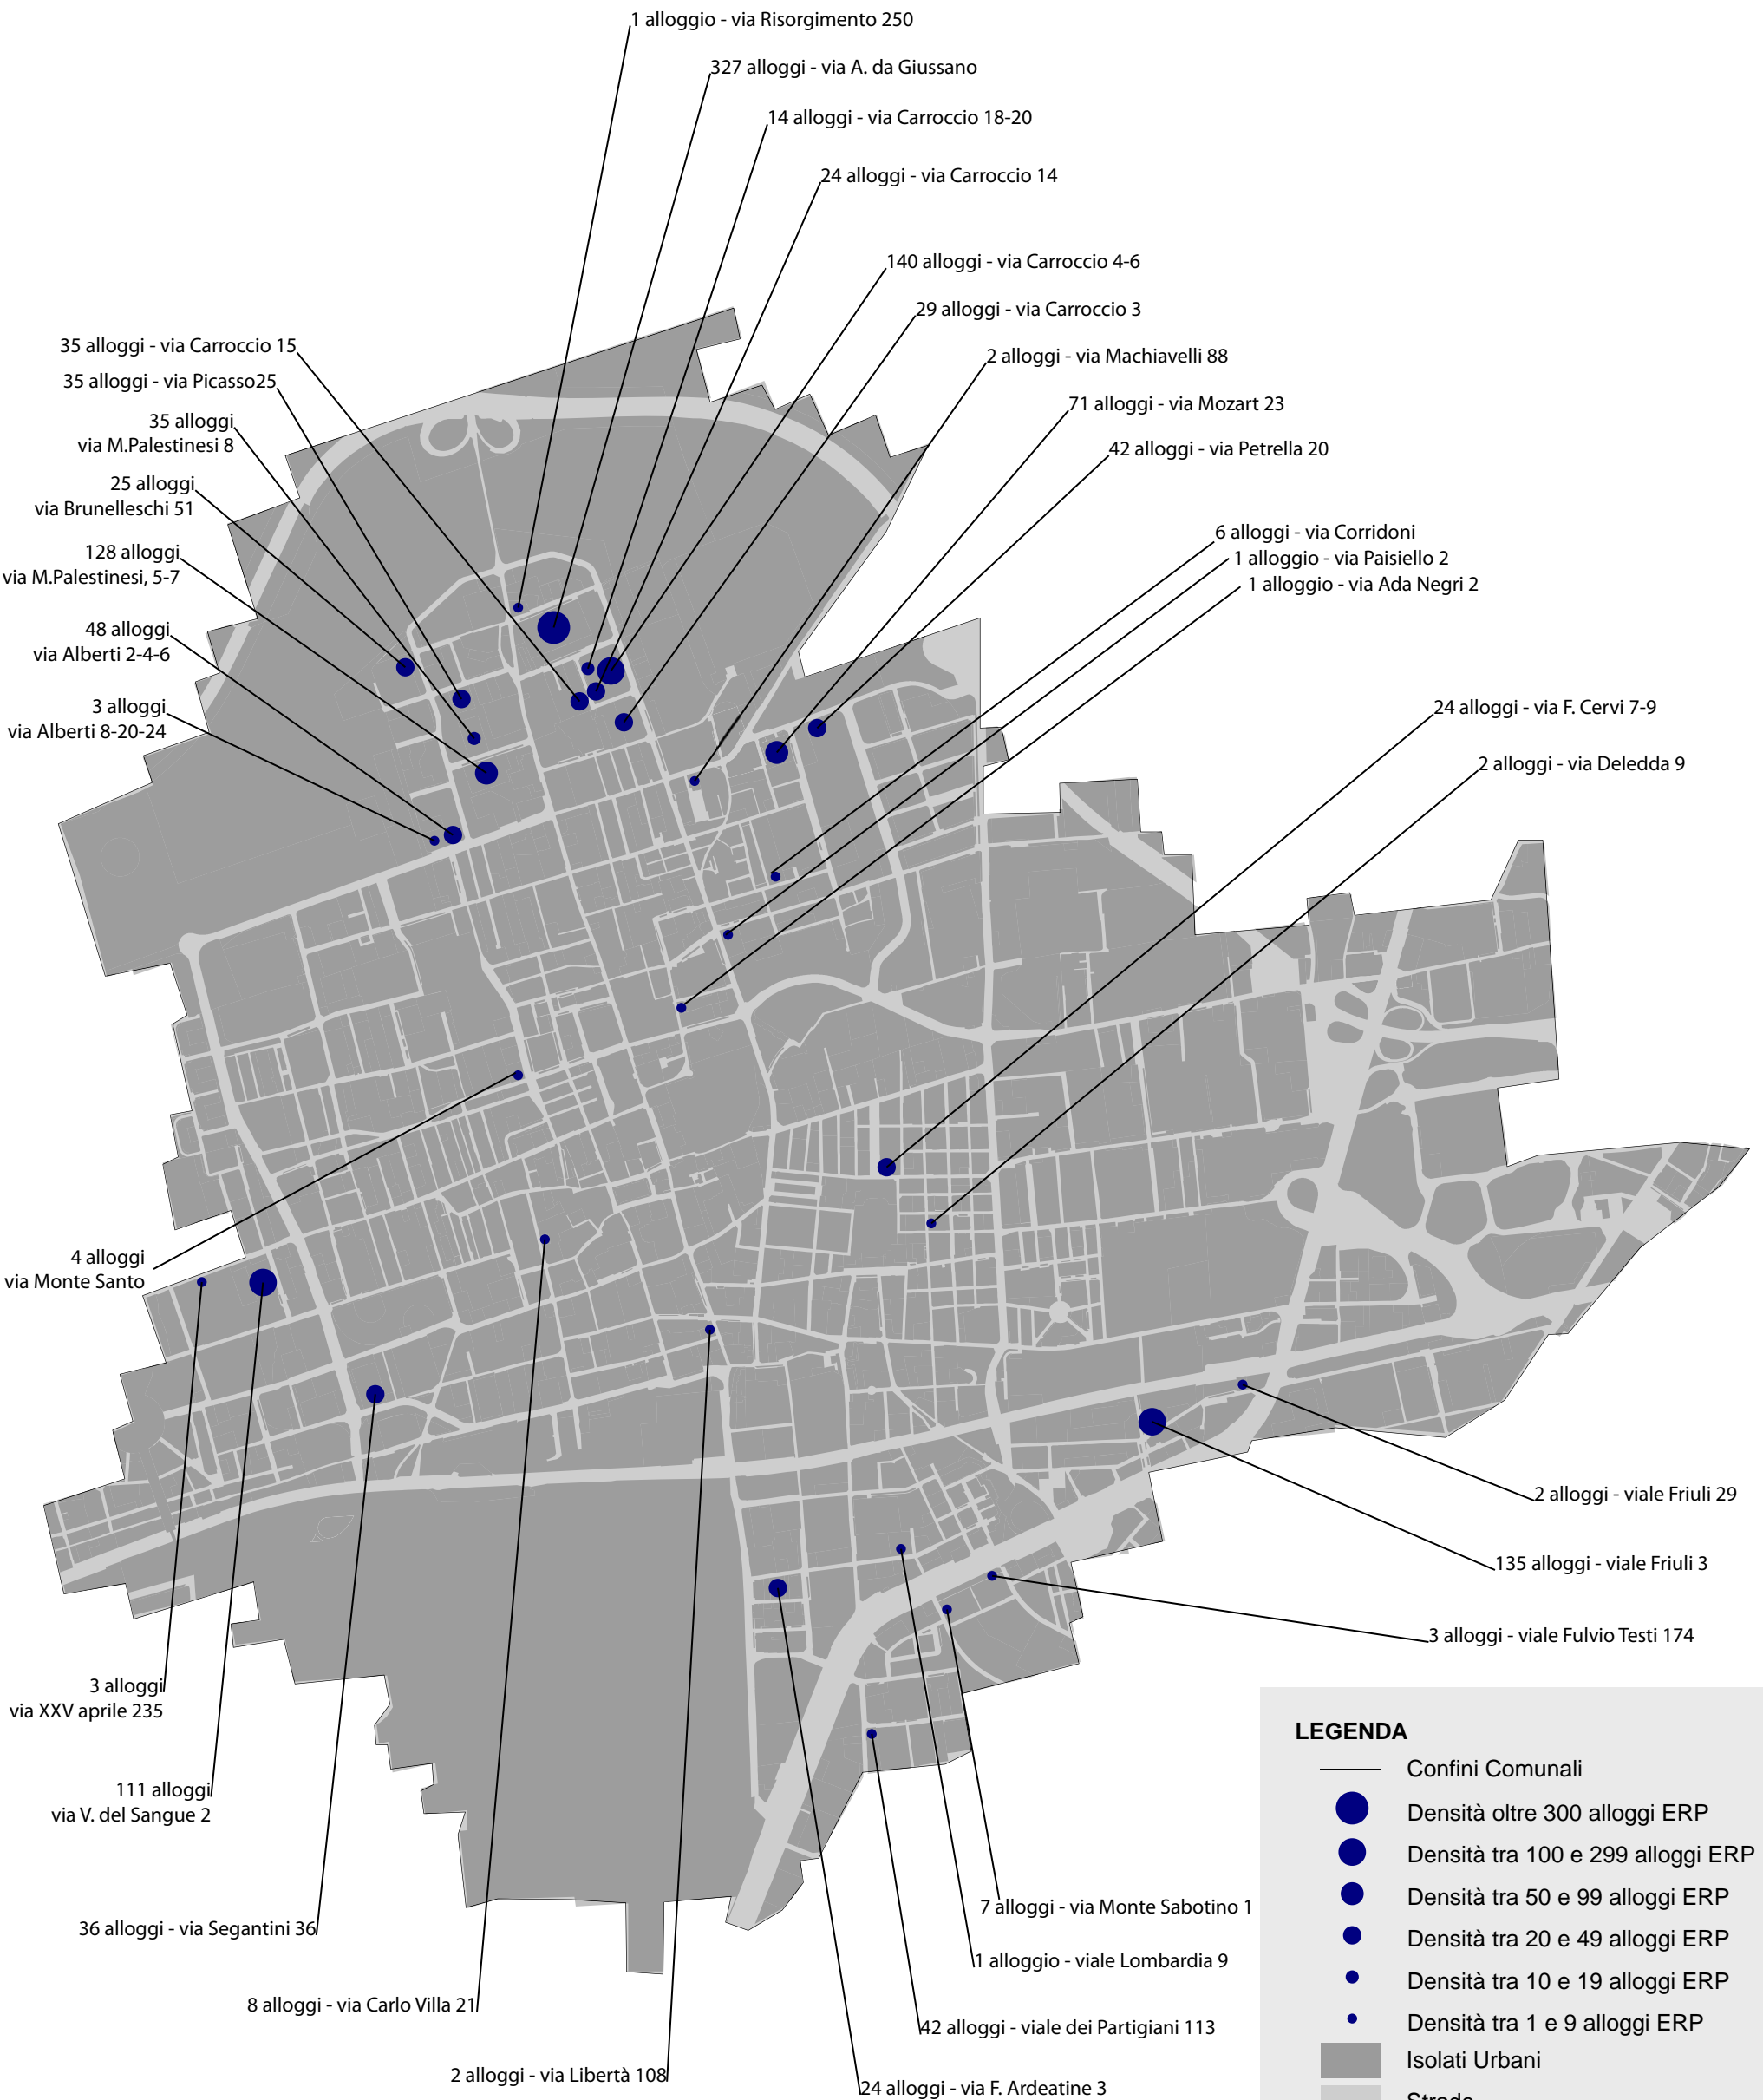 1 alloggio - via Risorgimento 250
327 alloggi - via A. da Giussano
14 alloggi - via Carroccio 18-20
24 alloggi - via Carroccio 14
140 alloggi - via Carroccio 4-6
29 alloggi - via Carroccio 3
2 alloggi - via Machiavelli 88
71 alloggi - via Mozart 23
42 alloggi - via Petrella 20
6 alloggi - via Corridoni
1 alloggio - via Paisiello 2
1 alloggio - via Ada Negri 2
24 alloggi - via F. Cervi 7-9
2 alloggi - via Deledda 9
35 alloggi - via Carroccio 15
35 alloggi - via Picasso25
35 alloggi
via M.Palestinesi 8
25 alloggi
via Brunelleschi 51
128 alloggi
via M.Palestinesi, 5-7
48 alloggi
via Alberti 2-4-6
3 alloggi
via Alberti 8-20-24
4 alloggi
via Monte Santo
3 alloggi
via XXV aprile 235
111 alloggi
via V. del Sangue 2
36 alloggi - via Segantini 36
8 alloggi - via Carlo Villa 21
2 alloggi - via Libertà 108
2 alloggi - viale Friuli 29
135 alloggi - viale Friuli 3
3 alloggi - viale Fulvio Testi 174
7 alloggi - via Monte Sabotino 1
1 alloggio - viale Lombardia 9
42 alloggi - viale dei Partigiani 113
24 alloggi - via F. Ardeatine 3
LEGENDA
Confini Comunali
Densità oltre 300 alloggi ERP
Densità tra 100 e 299 alloggi ERP
Densità tra 50 e 99 alloggi ERP
Densità tra 20 e 49 alloggi ERP
Densità tra 10 e 19 alloggi ERP
Densità tra 1 e 9 alloggi ERP
Isolati Urbani
Strade